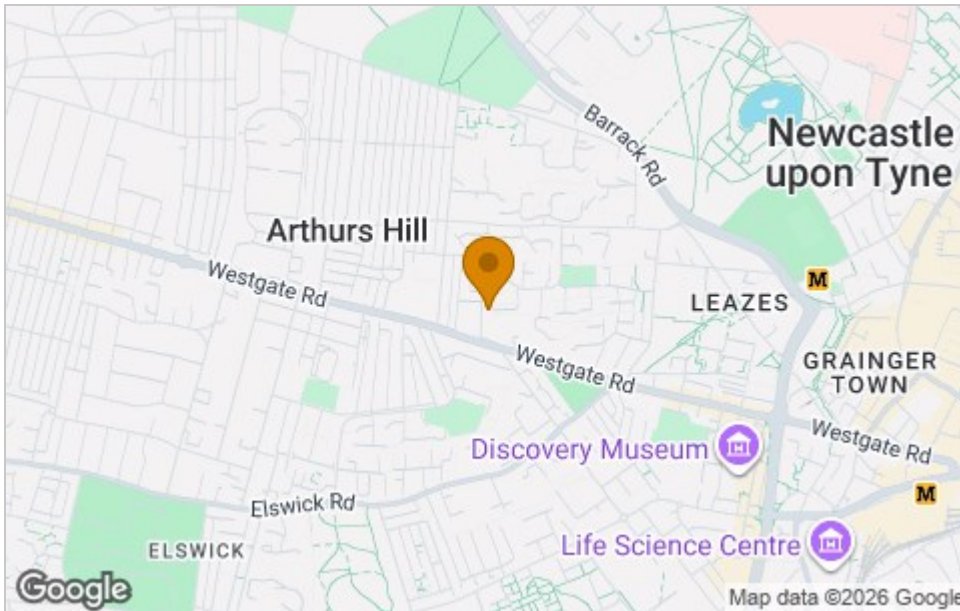 Barrack Rd
Newcastle
upon Tyne
Arthurs Hill
Westgate Rd
M
LEAZES
Westgate Rd
GRAINGER
TOWN
Westgate Rd
Discovery Museum
M
Elswick Rd
ELSWICK
Life Science Centre
Google
Map data ©2026 Google